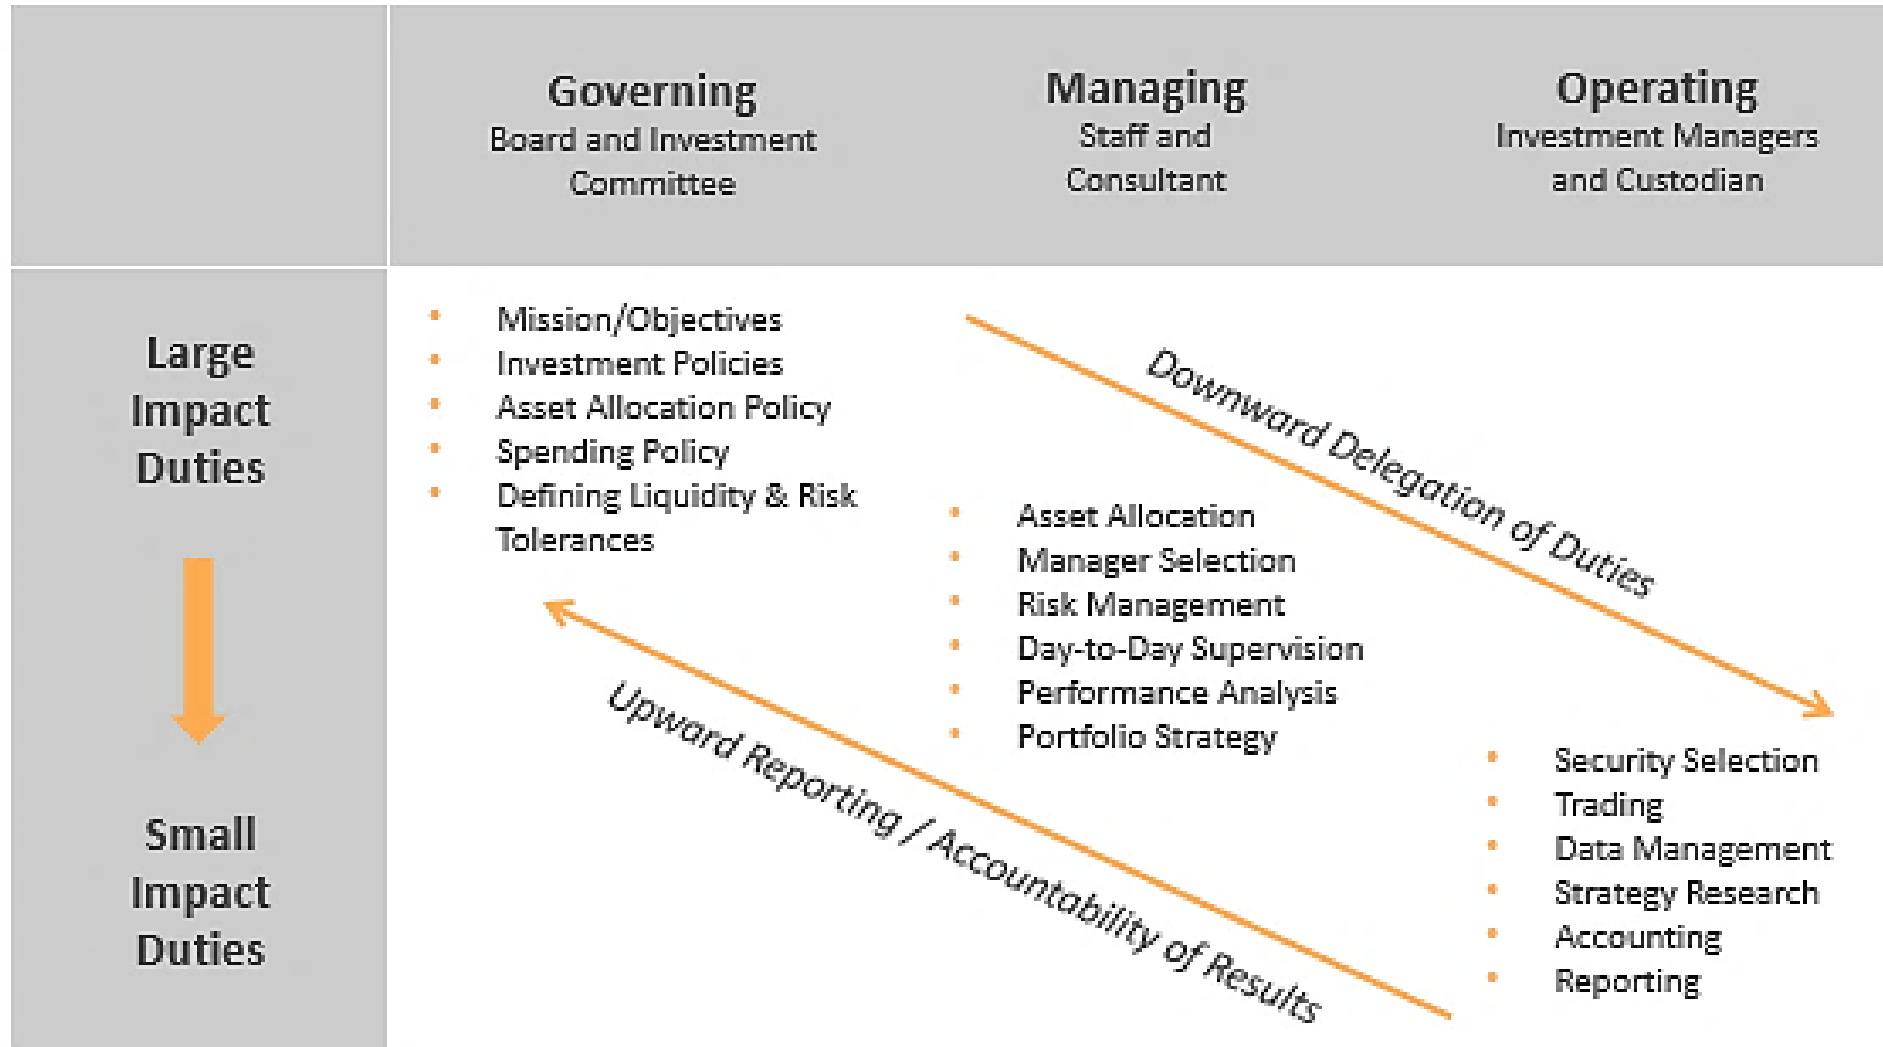 Governing
Board and Investment
Committee
Managing
Staff and
Consultant
Operating
Investment Managers
and Custodian
Large
Impact
Duties
Small
Impact
Duties
• Mission/Objectives
• Investment Policies
• Asset Allocation Policy
• Spending Policy
• Defining Liquidity & Risk
Tolerances
Downward Delegation of Duties
• Asset Allocation
• Manager Selection
• Risk Management
• Day-to-Day Supervision
• Performance Analysis
• Portfolio Strategy
Upward Reporting / Accountability of Results
• Security Selection
• Trading
• Data Management
• Strategy Research
• Accounting
• Reporting